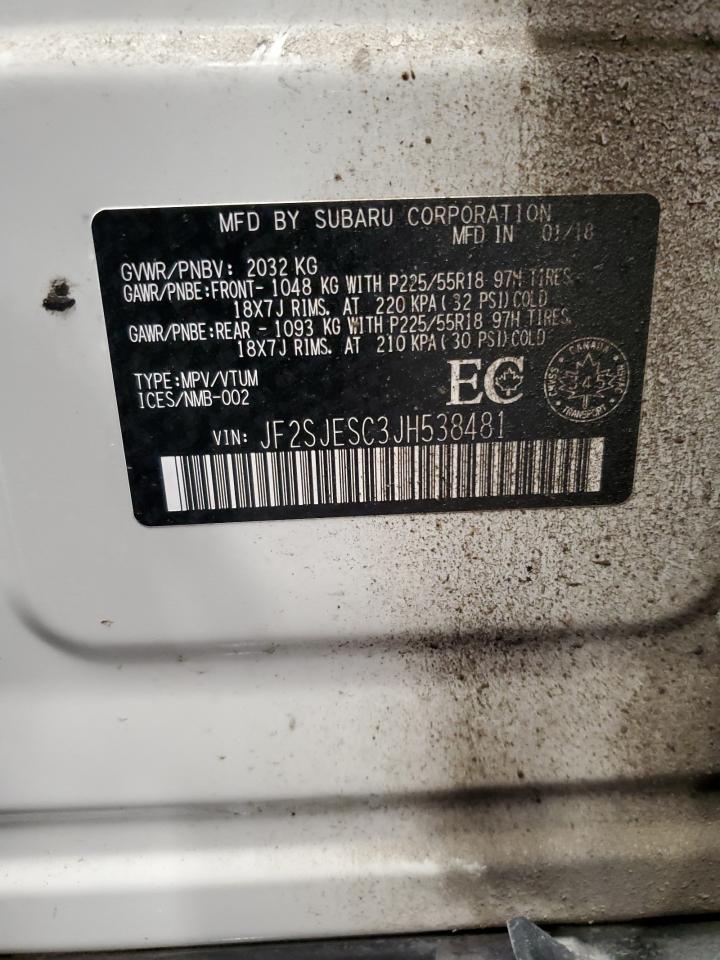 MFD BY SUBARU CORPORATION
MFD IN 01/18
GVWR/PNBV: 2032 KG
GAWR/PNBE:FRONT- 1048 KG WITH P225/55R18 97H TIRES.
18X7J RIMS. AT 220 KPA(32 PSI)COLD
GAWR/PNBE:REAR - 1093 KG WITH P225/55R18 97H TIRES.
18X7J RIMS. AT 210 KPA(30 PSI)COLD
TYPE:MPV/VTUM
ICES/NMB-002
EC
CANADA
345
TRANSPORT
VIN: JF2SJESC3JH538481